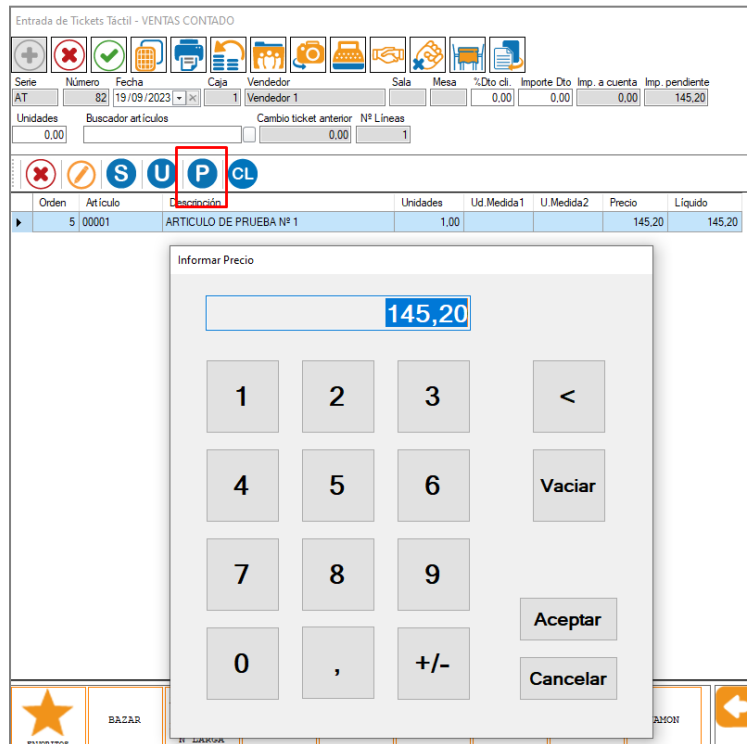 Entrada de Tickets Táctil - VENTAS CONTADO
Serie Número Fecha Caja Vendedor Sala Mesa %Dto cli. Importe Dto Imp. a cuenta Imp. pendiente
AT 82 19/09/2023 1 Vendedor 1 0,00 0,00 0,00 145,20
Unidades Buscador artículos Cambio ticket anterior Nº Líneas
0,00 0,00 1
S U P CL
Orden Artículo Descripción Unidades Ud.Medida1 U.Medida2 Precio Líquido
5 00001 ARTICULO DE PRUEBA Nº 1 1,00 145,20 145,20
Informar Precio
145,20
1 2 3 <
4 5 6 Vaciar
7 8 9
Aceptar
0 , +/-
Cancelar
BAZAR
FAVORITOS N LARGA